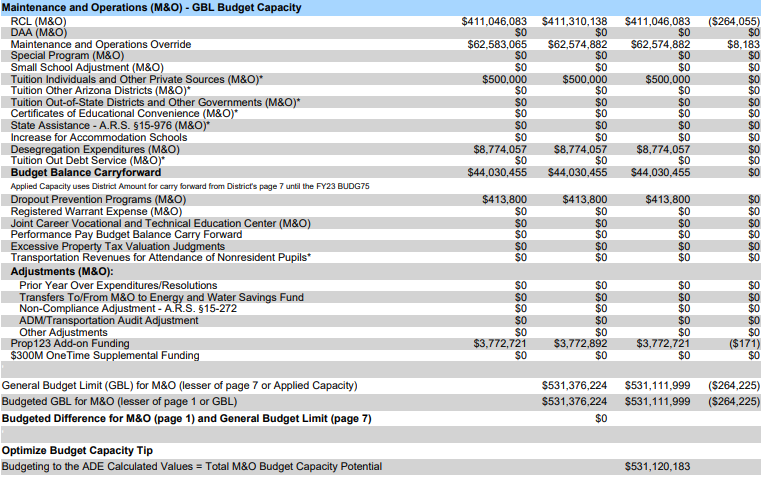 Maintenance and Operations (M&O) - GBL Budget Capacity
RCL (M&O) $411,046,083 $411,310,138 $411,046,083 ($264,055)
DAA (M&O) $0 $0 $0 $0
Maintenance and Operations Override $62,583,065 $62,574,882 $62,574,882 $8,183
Special Program (M&O) $0 $0 $0 $0
Small School Adjustment (M&O) $0 $0 $0 $0
Tuition Individuals and Other Private Sources (M&O)* $500,000 $500,000 $500,000 $0
Tuition Other Arizona Districts (M&O)* $0 $0 $0 $0
Tuition Out-of-State Districts and Other Governments (M&O)* $0 $0 $0 $0
Certificates of Educational Convenience (M&O)* $0 $0 $0 $0
State Assistance - A.R.S. §15-976 (M&O)* $0 $0 $0 $0
Increase for Accommodation Schools $0 $0 $0 $0
Desegregation Expenditures (M&O) $8,774,057 $8,774,057 $8,774,057 $0
Tuition Out Debt Service (M&O)* $0 $0 $0 $0
Budget Balance Carryforward $44,030,455 $44,030,455 $44,030,455 $0
Applied Capacity uses District Amount for carry forward from District's page 7 until the FY23 BUDG75
Dropout Prevention Programs (M&O) $413,800 $413,800 $413,800 $0
Registered Warrant Expense (M&O) $0 $0 $0 $0
Joint Career Vocational and Technical Education Center (M&O) $0 $0 $0 $0
Performance Pay Budget Balance Carry Forward $0 $0 $0 $0
Excessive Property Tax Valuation Judgments $0 $0 $0 $0
Transportation Revenues for Attendance of Nonresident Pupils* $0 $0 $0 $0
Adjustments (M&O):
Prior Year Over Expenditures/Resolutions $0 $0 $0 $0
Transfers To/From M&O to Energy and Water Savings Fund $0 $0 $0 $0
Non-Compliance Adjustment - A.R.S. §15-272 $0 $0 $0 $0
ADM/Transportation Audit Adjustment $0 $0 $0 $0
Other Adjustments $0 $0 $0 $0
Prop123 Add-on Funding $3,772,721 $3,772,892 $3,772,721 ($171)
$300M OneTime Supplemental Funding $0 $0 $0 $0
General Budget Limit (GBL) for M&O (lesser of page 7 or Applied Capacity) $531,376,224 $531,111,999 ($264,225)
Budgeted GBL for M&O (lesser of page 1 or GBL) $531,376,224 $531,111,999 ($264,225)
Budgeted Difference for M&O (page 1) and General Budget Limit (page 7) $0
Optimize Budget Capacity Tip
Budgeting to the ADE Calculated Values = Total M&O Budget Capacity Potential $531,120,183